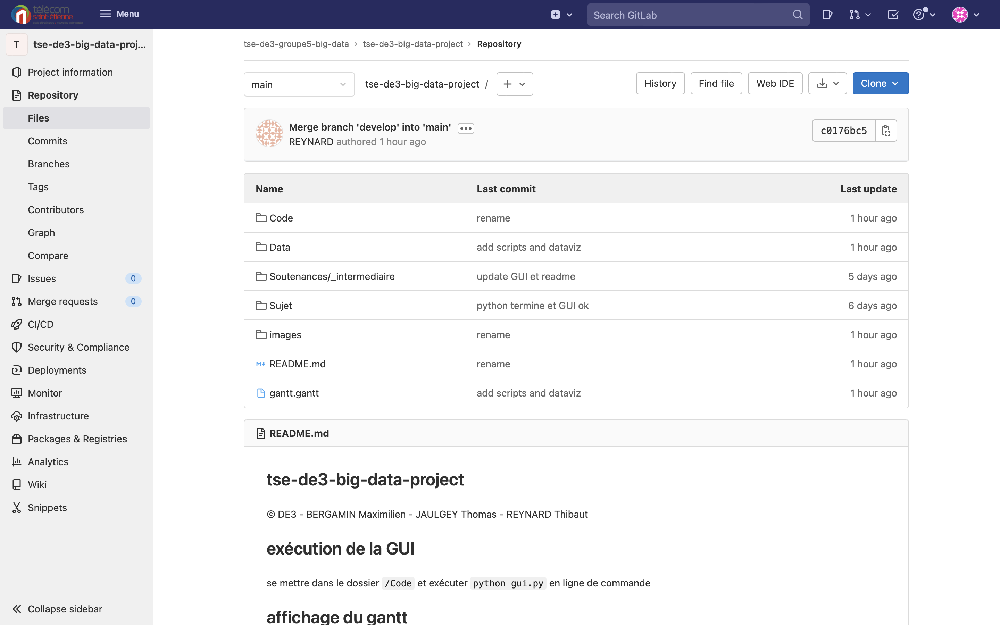 télécom
saint-étienne
école d'ingénieurs / nouvelles technologies
Menu
Search GitLab
T tse-de3-big-data-proj...
Project information
Repository
Files
Commits
Branches
Tags
Contributors
Graph
Compare
Issues 0
Merge requests 0
CI/CD
Security & Compliance
Deployments
Monitor
Infrastructure
Packages & Registries
Analytics
Wiki
Snippets
Collapse sidebar
tse-de3-groupe5-big-data › tse-de3-big-data-project › Repository
main tse-de3-big-data-project / + History Find file Web IDE Clone
Merge branch 'develop' into 'main'
REYNARD authored 1 hour ago
c0176bc5
Name Last commit Last update
Code rename 1 hour ago
Data add scripts and dataviz 1 hour ago
Soutenances/_intermediaire update GUI et readme 5 days ago
Sujet python termine et GUI ok 6 days ago
images rename 1 hour ago
README.md rename 1 hour ago
gantt.gantt add scripts and dataviz 1 hour ago
README.md
tse-de3-big-data-project
© DE3 - BERGAMIN Maximilien - JAULGEY Thomas - REYNARD Thibaut
exécution de la GUI
se mettre dans le dossier /Code et exécuter python gui.py en ligne de commande
affichage du gantt